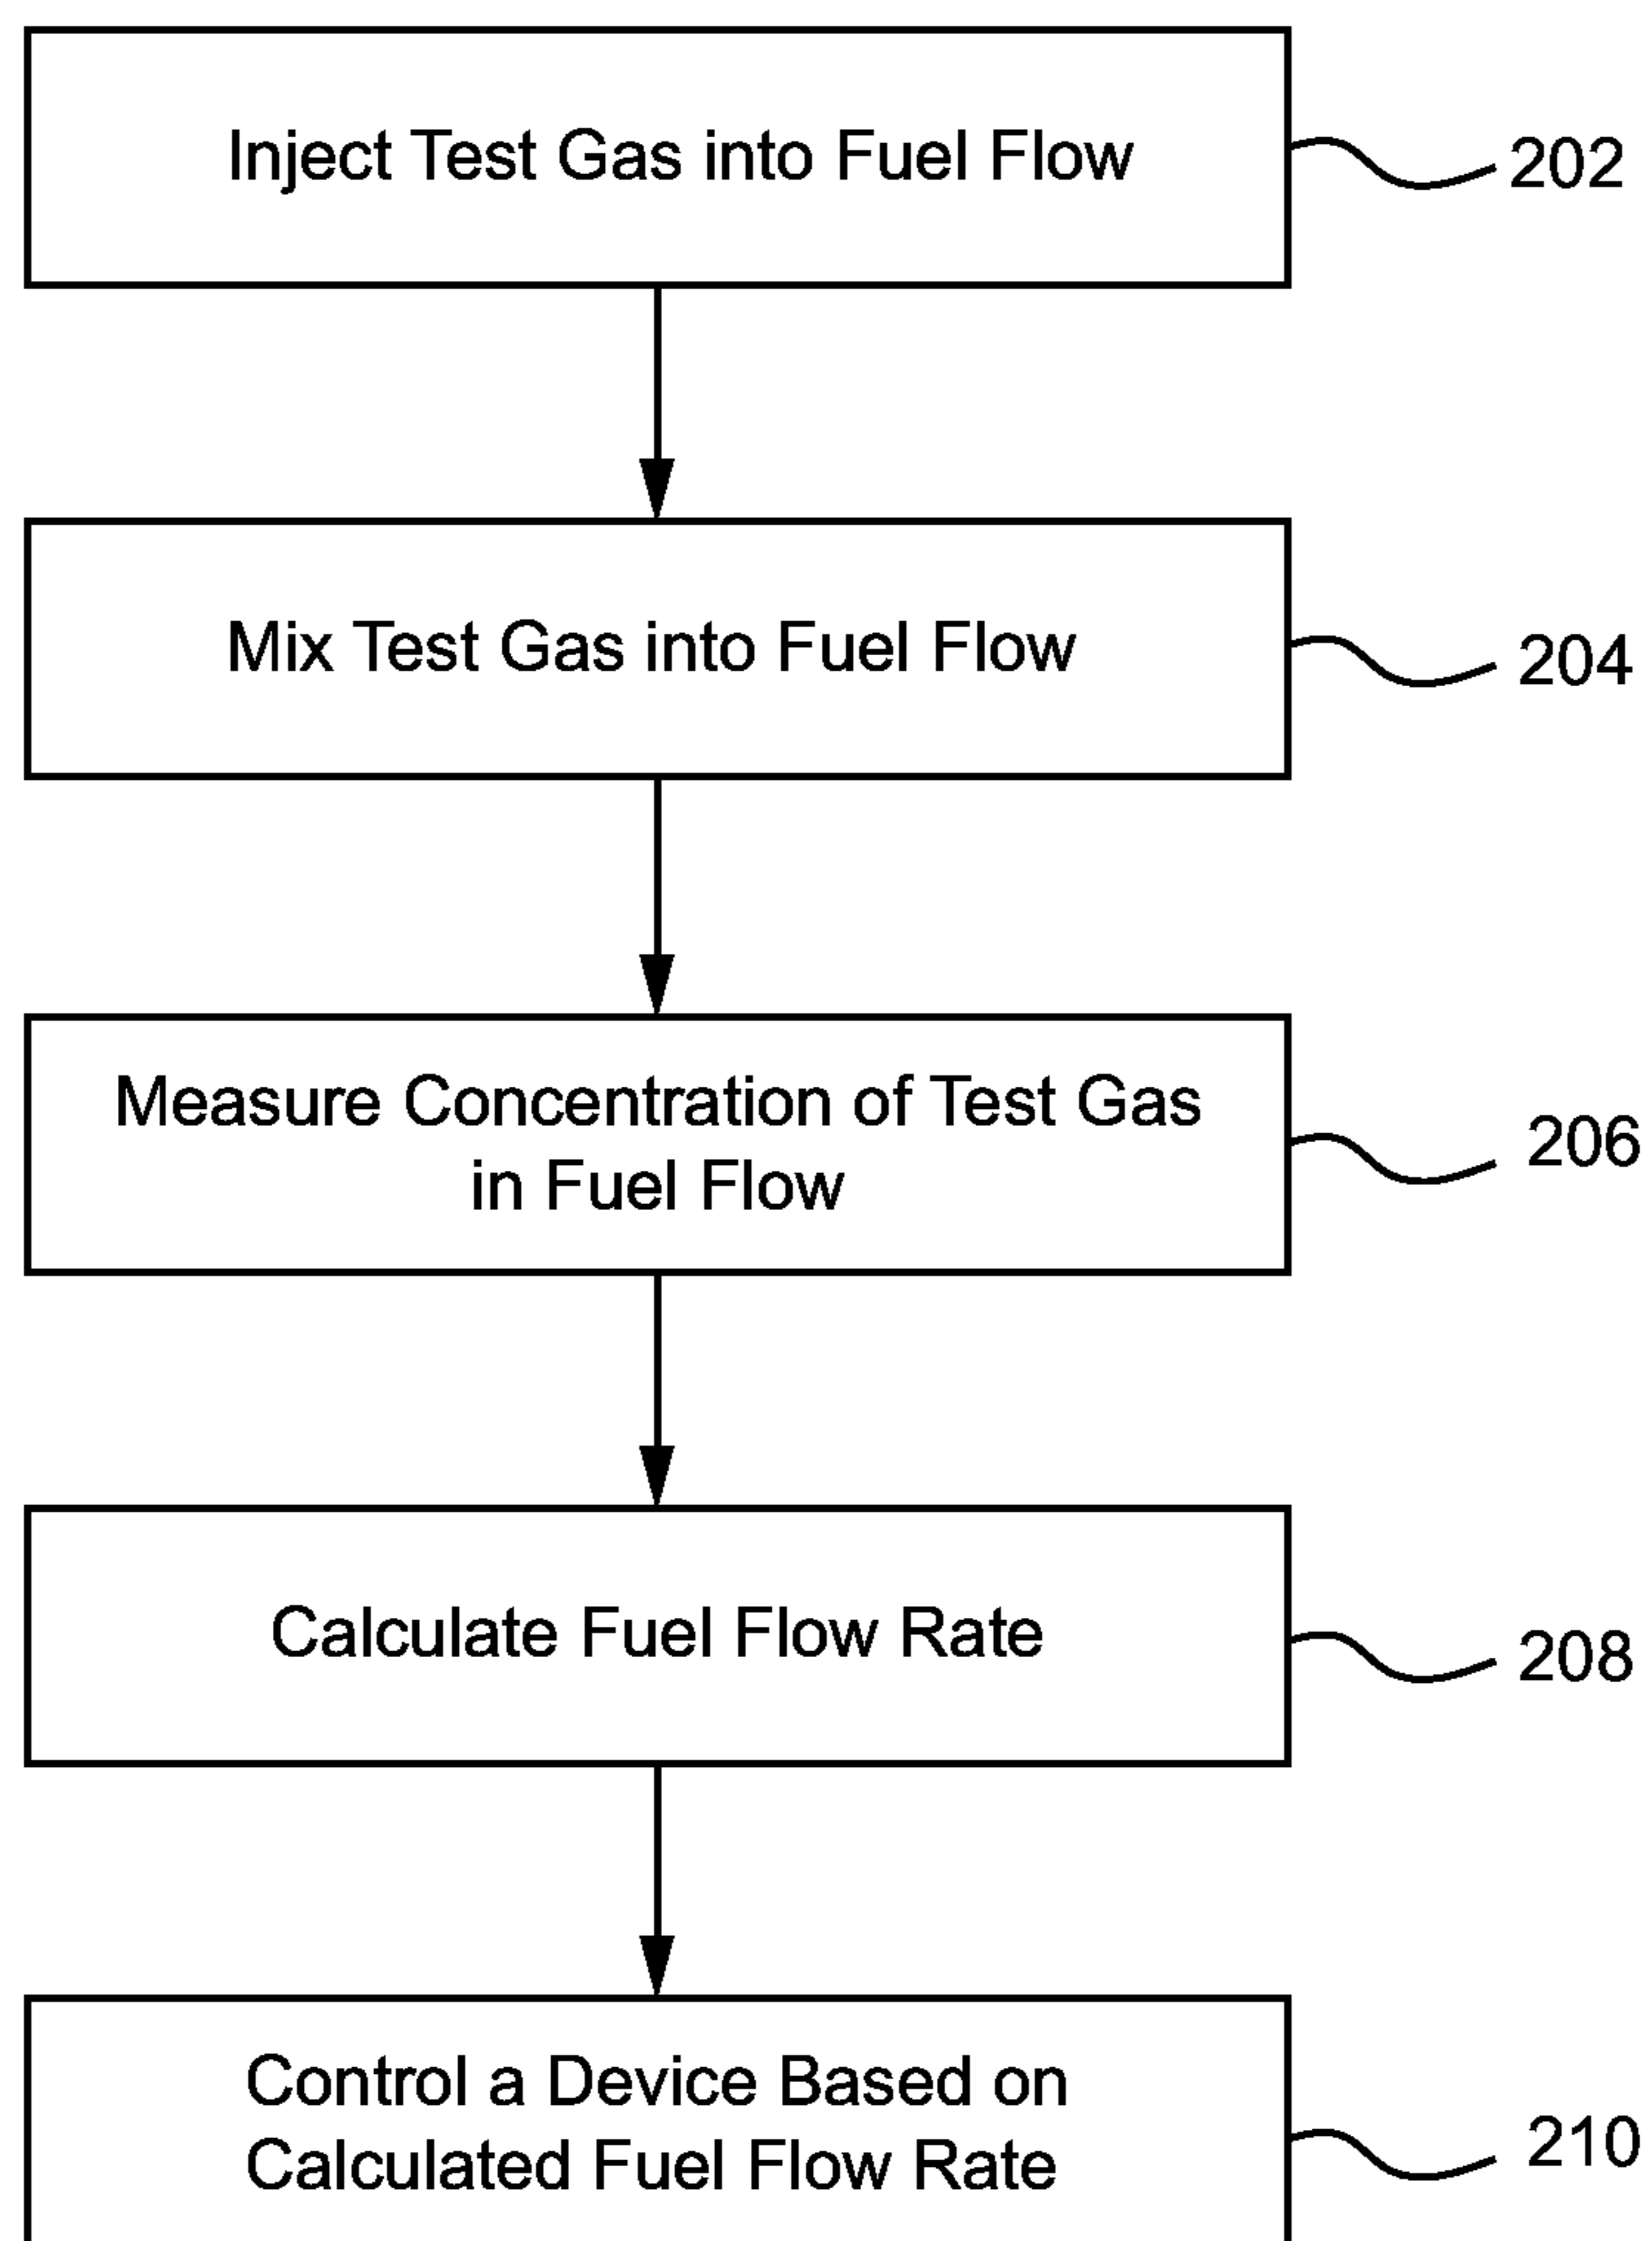 Inject Test Gas into Fuel Flow
202
Mix Test Gas into Fuel Flow
204
Measure Concentration of Test Gas
in Fuel Flow
206
Calculate Fuel Flow Rate
208
Control a Device Based on
Calculated Fuel Flow Rate
210